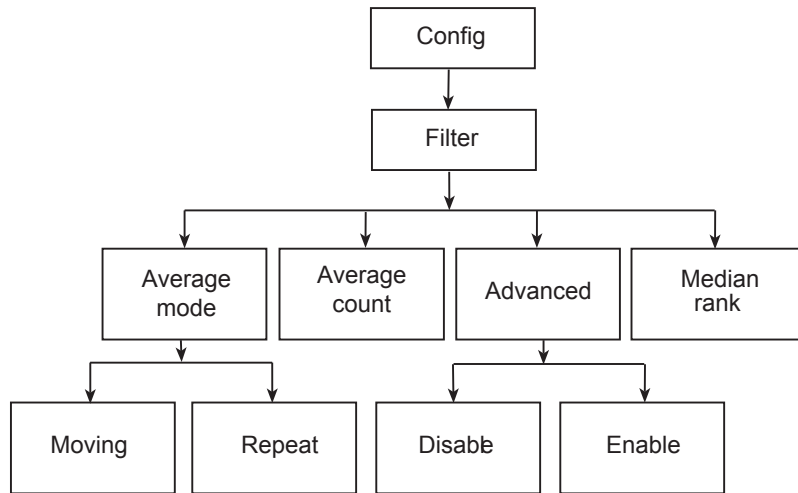 Config
Filter
Average
mode
Average
count
Advanced
Median
rank
Moving
Repeat
Disable
Enable